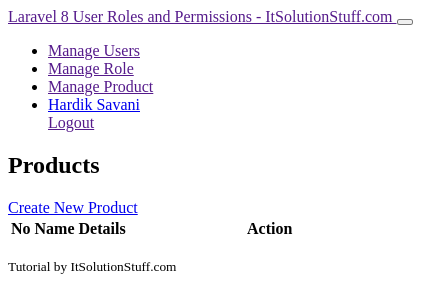 Laravel 8 User Roles and Permissions - ItSolutionStuff.com
Manage Users
Manage Role
Manage Product
Hardik Savani
Logout
Products
Create New Product
No Name Details Action
Tutorial by ItSolutionStuff.com